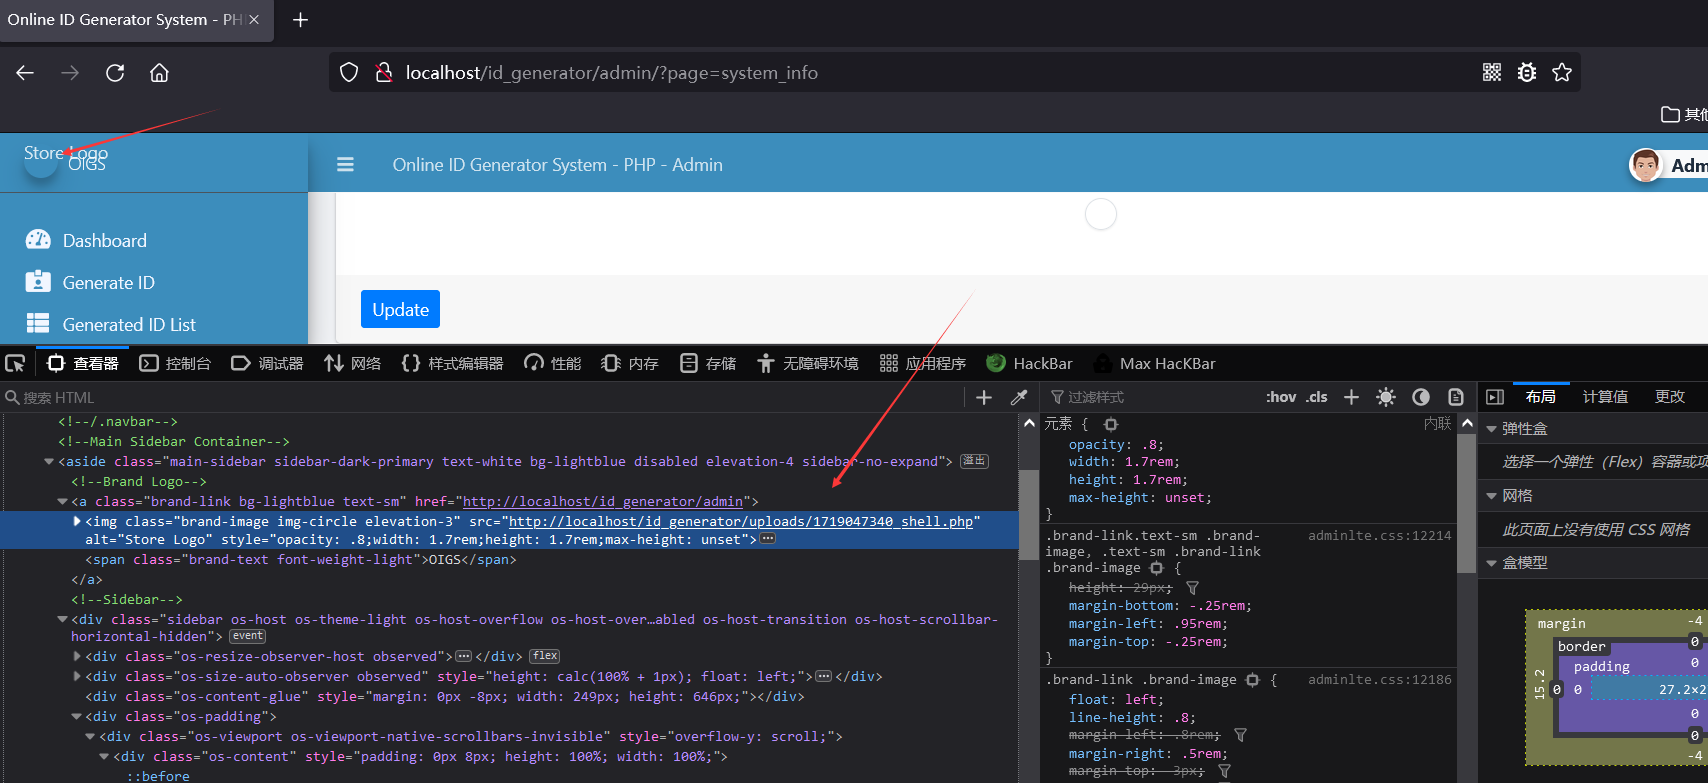 Online ID Generator System - PH
localhost/id_generator/admin/?page=system_info
其他
Store Logo
OIGS
Online ID Generator System - PHP - Admin
Adm
Dashboard
Generate ID
Generated ID List
Update
查看器
控制台
调试器
网络
样式编辑器
性能
内存
存储
无障碍环境
应用程序
HackBar
Max HacKBar
搜索 HTML
过滤样式
:hov .cls
布局
计算值
更改
<!--/.navbar-->
<!--Main Sidebar Container-->
<aside class="main-sidebar sidebar-dark-primary text-white bg-lightblue disabled elevation-4 sidebar-no-expand"> 溢出
<!--Brand Logo-->
<a class="brand-link bg-lightblue text-sm" href="http://localhost/id_generator/admin">
<img class="brand-image img-circle elevation-3" src="http://localhost/id_generator/uploads/1719047340_shell.php"
alt="Store Logo" style="opacity: .8;width: 1.7rem;height: 1.7rem;max-height: unset">
<span class="brand-text font-weight-light">OIGS</span>
</a>
<!--Sidebar-->
<div class="sidebar os-host os-theme-light os-host-overflow os-host-over…abled os-host-transition os-host-scrollbar-
horizontal-hidden"> event
<div class="os-resize-observer-host observed"> </div> flex
<div class="os-size-auto-observer observed" style="height: calc(100% + 1px); float: left;"> </div>
<div class="os-content-glue" style="margin: 0px -8px; width: 249px; height: 646px;"></div>
<div class="os-padding">
<div class="os-viewport os-viewport-native-scrollbars-invisible" style="overflow-y: scroll;">
<div class="os-content" style="padding: 0px 8px; height: 100%; width: 100%;">
::before
元素 {
内联
opacity: .8;
width: 1.7rem;
height: 1.7rem;
max-height: unset;
}
.brand-link.text-sm .brand-
adminlte.css:12214
image, .text-sm .brand-link
.brand-image {
height: 29px;
margin-bottom: -.25rem;
margin-left: .95rem;
margin-top: -.25rem;
}
.brand-link .brand-image {
adminlte.css:12186
float: left;
line-height: .8;
margin-left: .8rem;
margin-right: .5rem;
margin-top: -3px;
弹性盒
选择一个弹性（Flex）容器或项
网格
此页面上没有使用 CSS 网格
盒模型
margin
-4
border
0
padding
0
15.2
0
0
27.2×2
0
0
-4